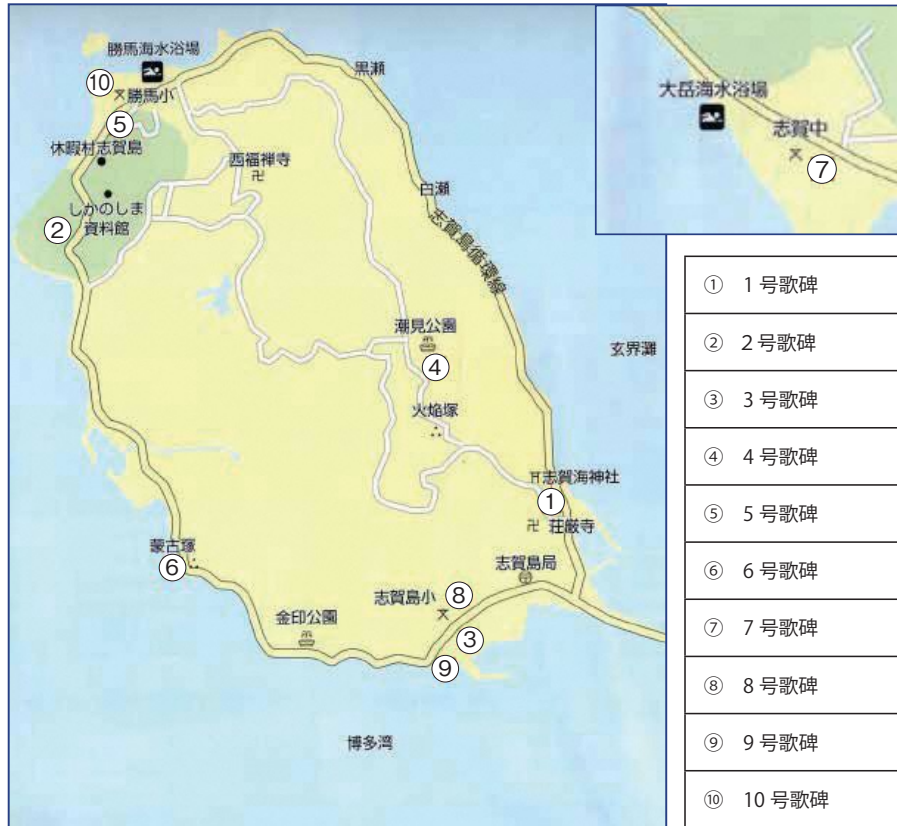 勝馬海水浴場
⑩
勝馬小
⑤
休暇村志賀島
しかのしま
資料館
②
西福禅寺
黒瀬
白瀬
志賀島循環線
潮見公園
④
火焔塚
玄界灘
志賀海神社
①
荘厳寺
志賀島局
蒙古塚
⑥
志賀島小
⑧
金印公園
③
⑨
博多湾
大岳海水浴場
志賀中
⑦
① 1号歌碑
② 2号歌碑
③ 3号歌碑
④ 4号歌碑
⑤ 5号歌碑
⑥ 6号歌碑
⑦ 7号歌碑
⑧ 8号歌碑
⑨ 9号歌碑
⑩ 10号歌碑